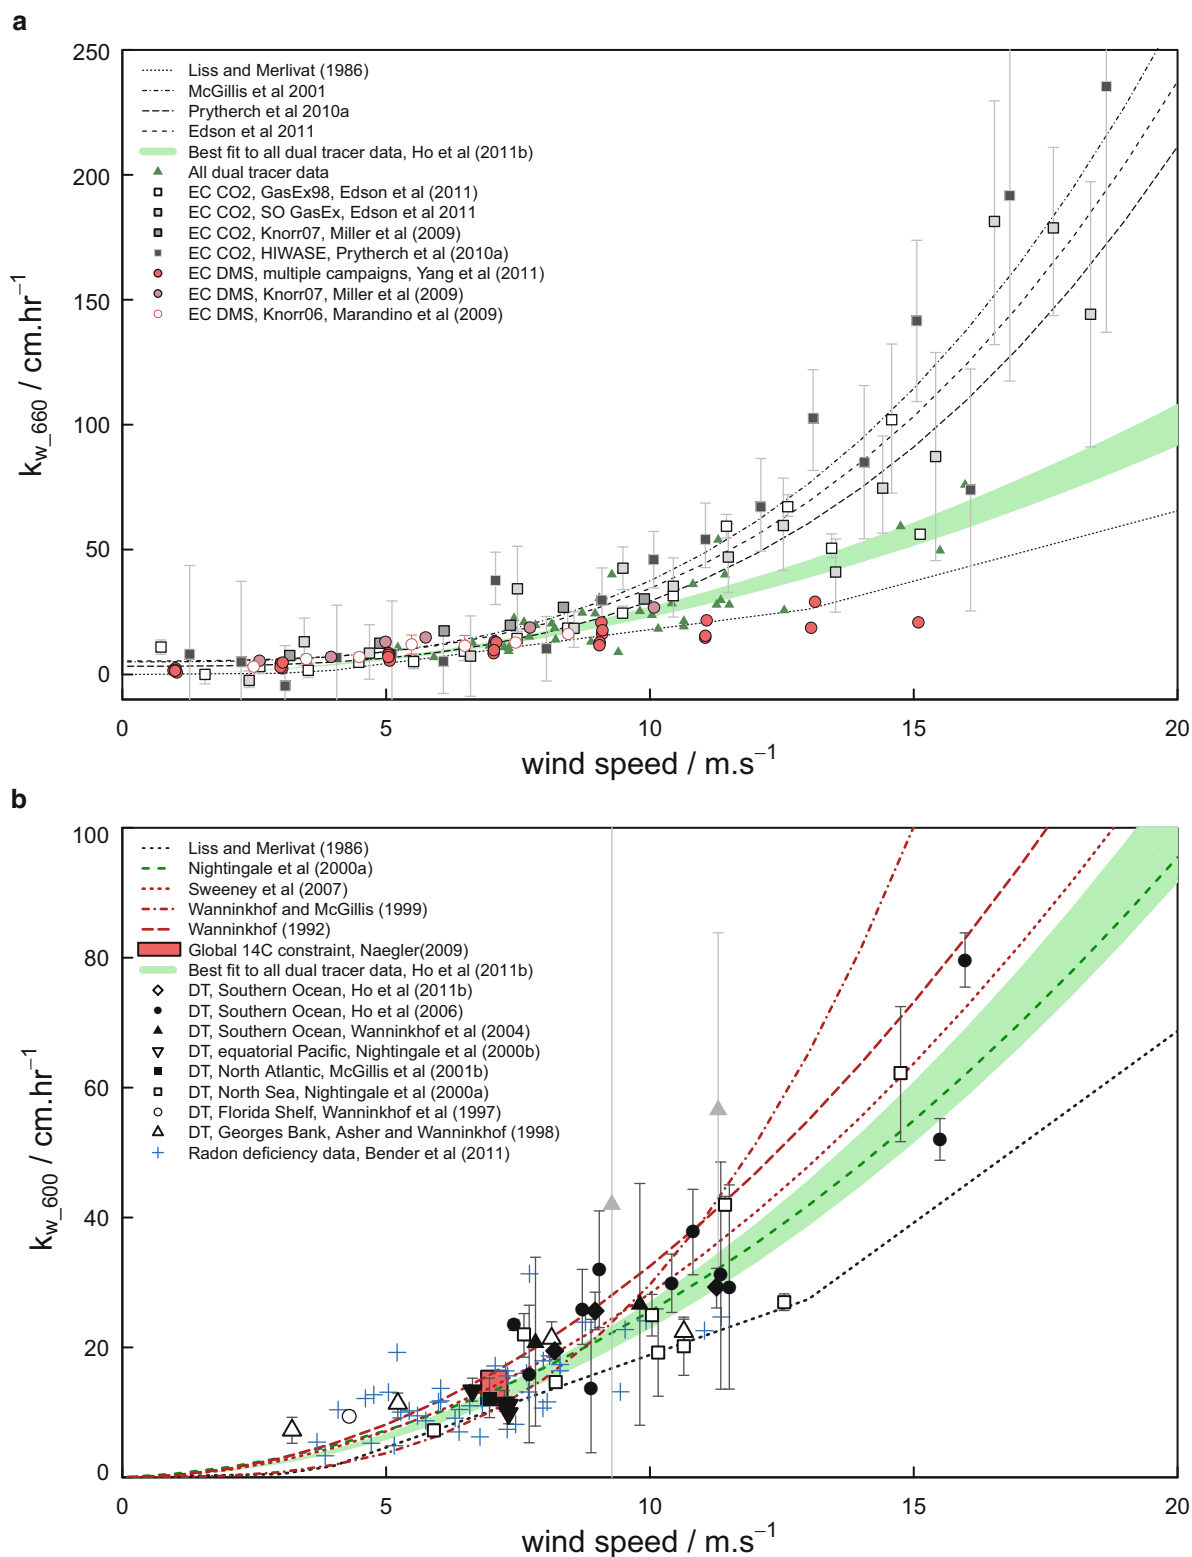 a
250
200
150
100
50
0
k_w_660 / cm.hr⁻¹
Liss and Merlivat (1986)
McGillis et al 2001
Prytherch et al 2010a
Edson et al 2011
Best fit to all dual tracer data, Ho et al (2011b)
All dual tracer data
EC CO2, GasEx98, Edson et al (2011)
EC CO2, SO GasEx, Edson et al 2011
EC CO2, Knorr07, Miller et al (2009)
EC CO2, HIWASE, Prytherch et al (2010a)
EC DMS, multiple campaigns, Yang et al (2011)
EC DMS, Knorr07, Miller et al (2009)
EC DMS, Knorr06, Marandino et al (2009)
0 5 10 15 20
wind speed / m.s⁻¹
b
100
80
60
40
20
0
k_w_600 / cm.hr⁻¹
Liss and Merlivat (1986)
Nightingale et al (2000a)
Sweeney et al (2007)
Wanninkhof and McGillis (1999)
Wanninkhof (1992)
Global 14C constraint, Naegler(2009)
Best fit to all dual tracer data, Ho et al (2011b)
DT, Southern Ocean, Ho et al (2011b)
DT, Southern Ocean, Ho et al (2006)
DT, Southern Ocean, Wanninkhof et al (2004)
DT, equatorial Pacific, Nightingale et al (2000b)
DT, North Atlantic, McGillis et al (2001b)
DT, North Sea, Nightingale et al (2000a)
DT, Florida Shelf, Wanninkhof et al (1997)
DT, Georges Bank, Asher and Wanninkhof (1998)
Radon deficiency data, Bender et al (2011)
0 5 10 15 20
wind speed / m.s⁻¹